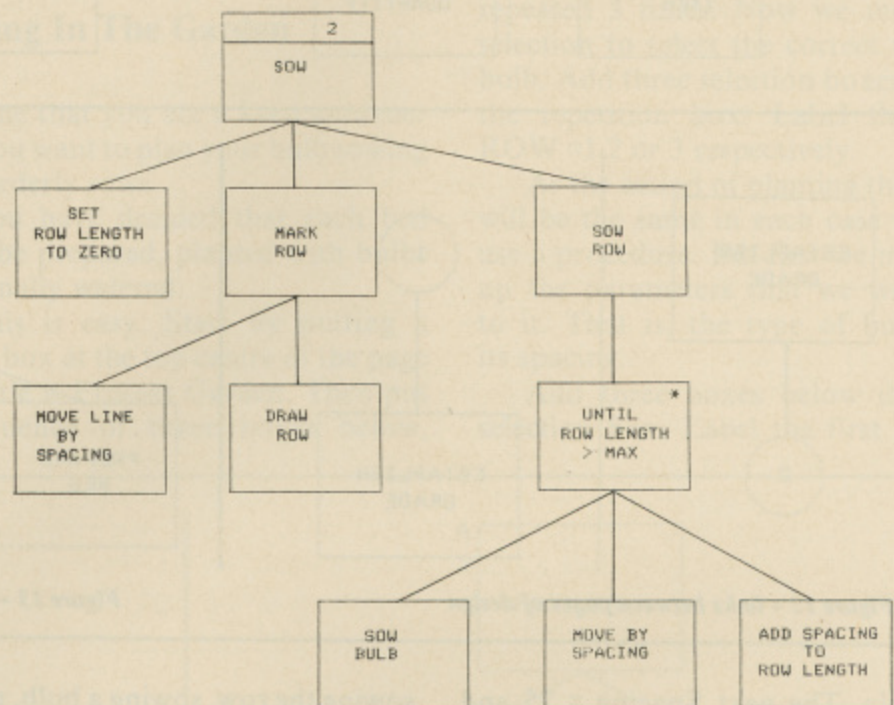 2
SOW
SET
ROW LENGTH
TO ZERO
MARK
ROW
SOW
ROW
MOVE LINE
BY
SPACING
DRAW
ROW
*
UNTIL
ROW LENGTH
> MAX
SOW
BULB
MOVE BY
SPACING
ADD SPACING
TO
ROW LENGTH